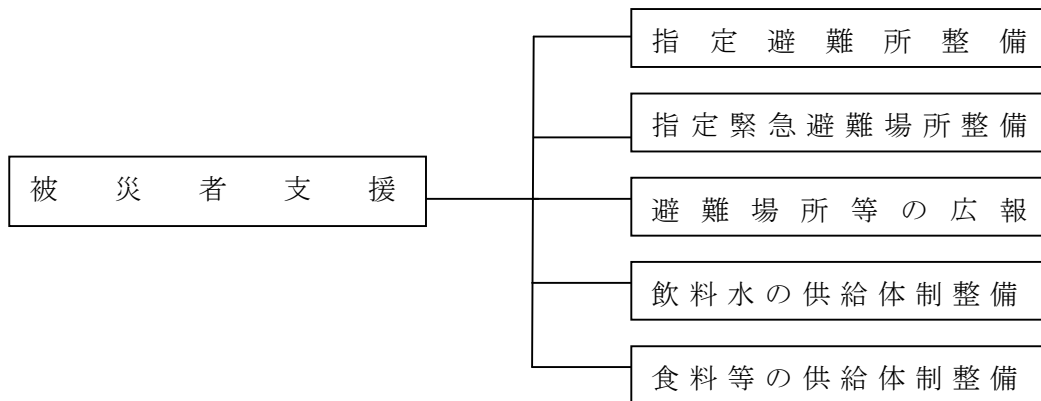 被災者支援
指定避難所整備
指定緊急避難場所整備
避難場所等の広報
飲料水の供給体制整備
食料等の供給体制整備